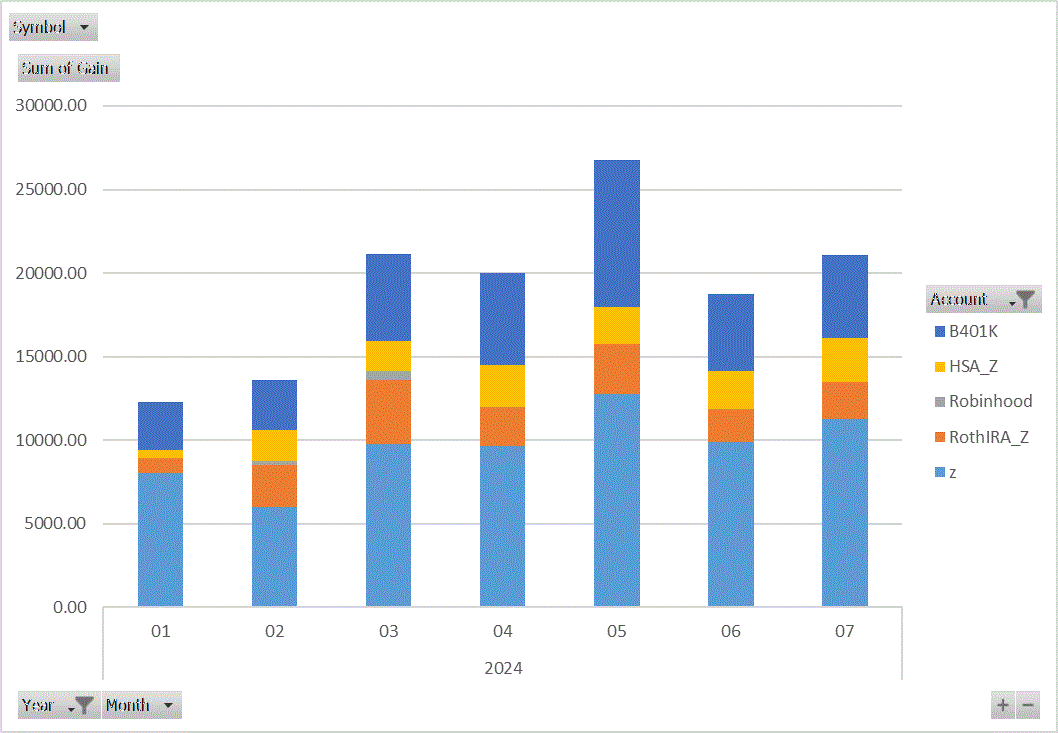 Symbol
Sum of Gain
30000.00
25000.00
20000.00
15000.00
10000.00
5000.00
0.00
01 02 03 04 05 06 07
2024
Account
B401K
HSA_Z
Robinhood
RothIRA_Z
z
Year Month
+ −